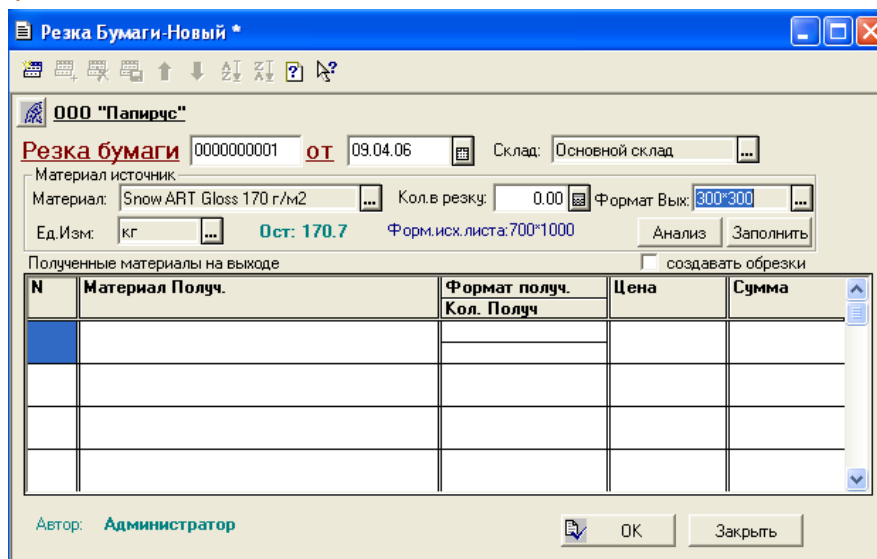 Резка Бумаги-Новый *
ООО "Папирус"
Резка бумаги 0000000001 от 09.04.06 Склад: Основной склад ...
Материал источник
Материал: Snow ART Gloss 170 г/м2 ... Кол.в резку: 0.00 Формат Вых: 300*300 ...
Ед.Изм: кг ... Ост: 170.7 Форм.исх.листа:700*1000 Анализ Заполнить
Полученные материалы на выходе создавать обрезки
N Материал Получ. Формат получ. Цена Сумма
Кол. Получ
Автор: Администратор OK Закрыть